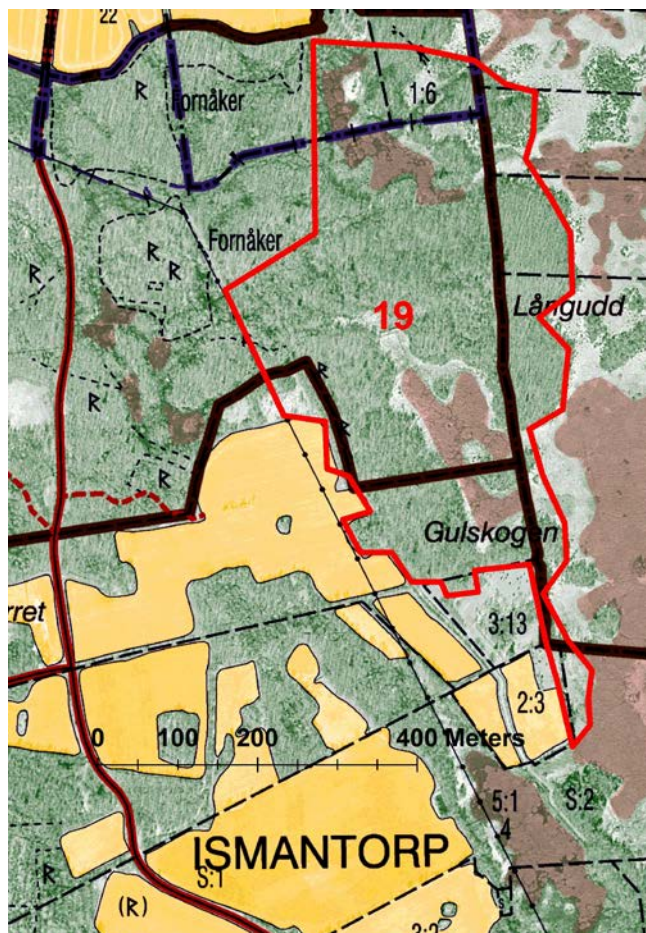 22
R
Fornåker
1:6
Fornåker
R
R
R
19
Långudd
R
R
R
Gulskogen
rret
3:13
2:3
0 100 200 400 Meters
5:1
S:2
4
ISMANTORP
S:1
R
(R)
S